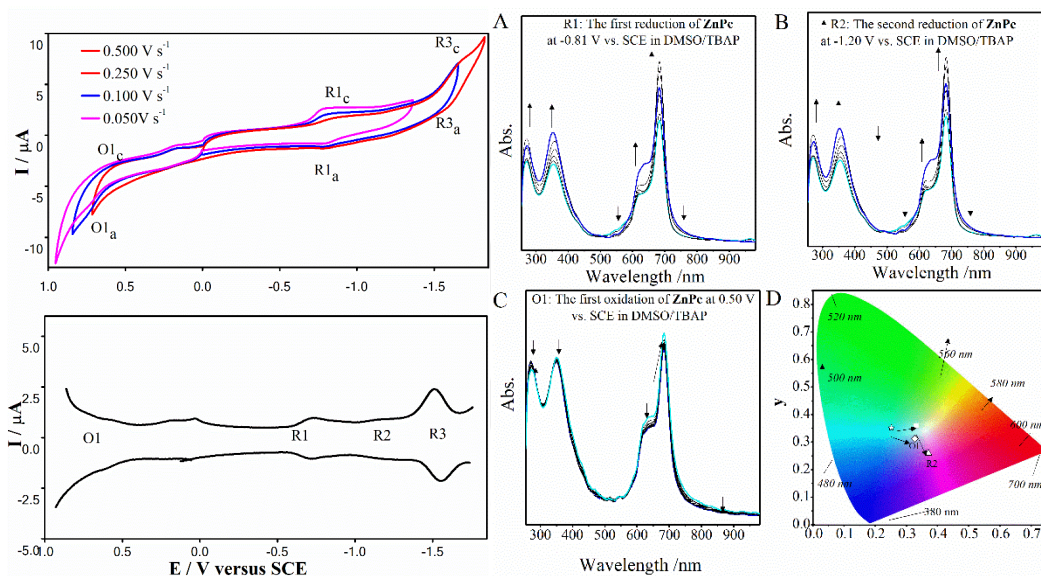 10
5
0
-5
-10
I / µA
0.500 V s⁻¹
0.250 V s⁻¹
0.100 V s⁻¹
0.050V s⁻¹
R3c
R1c
R3a
O1c
R1a
O1a
1.0 0.5 0.0 -0.5 -1.0 -1.5
5.0
2.5
0.0
-2.5
-5.0
I / µA
O1 R1 R2 R3
1.0 0.5 0.0 -0.5 -1.0 -1.5
E / V versus SCE
A
R1: The first reduction of ZnPc
at -0.81 V vs. SCE in DMSO/TBAP
Abs.
300 400 500 600 700 800 900
Wavelength /nm
B
R2: The second reduction of ZnPc
at -1.20 V vs. SCE in DMSO/TBAP
Abs.
300 400 500 600 700 800 900
Wavelength /nm
C
O1: The first oxidation of ZnPc at 0.50 V
vs. SCE in DMSO/TBAP
Abs.
300 400 500 600 700 800 900
Wavelength /nm
D
y
0.8
0.7
0.6
0.5
0.4
0.3
0.2
0.1
0.0
520 nm
560 nm
500 nm
580 nm
600 nm
O1
R2
480 nm
700 nm
380 nm
0.0 0.1 0.2 0.3 0.4 0.5 0.6 0.7